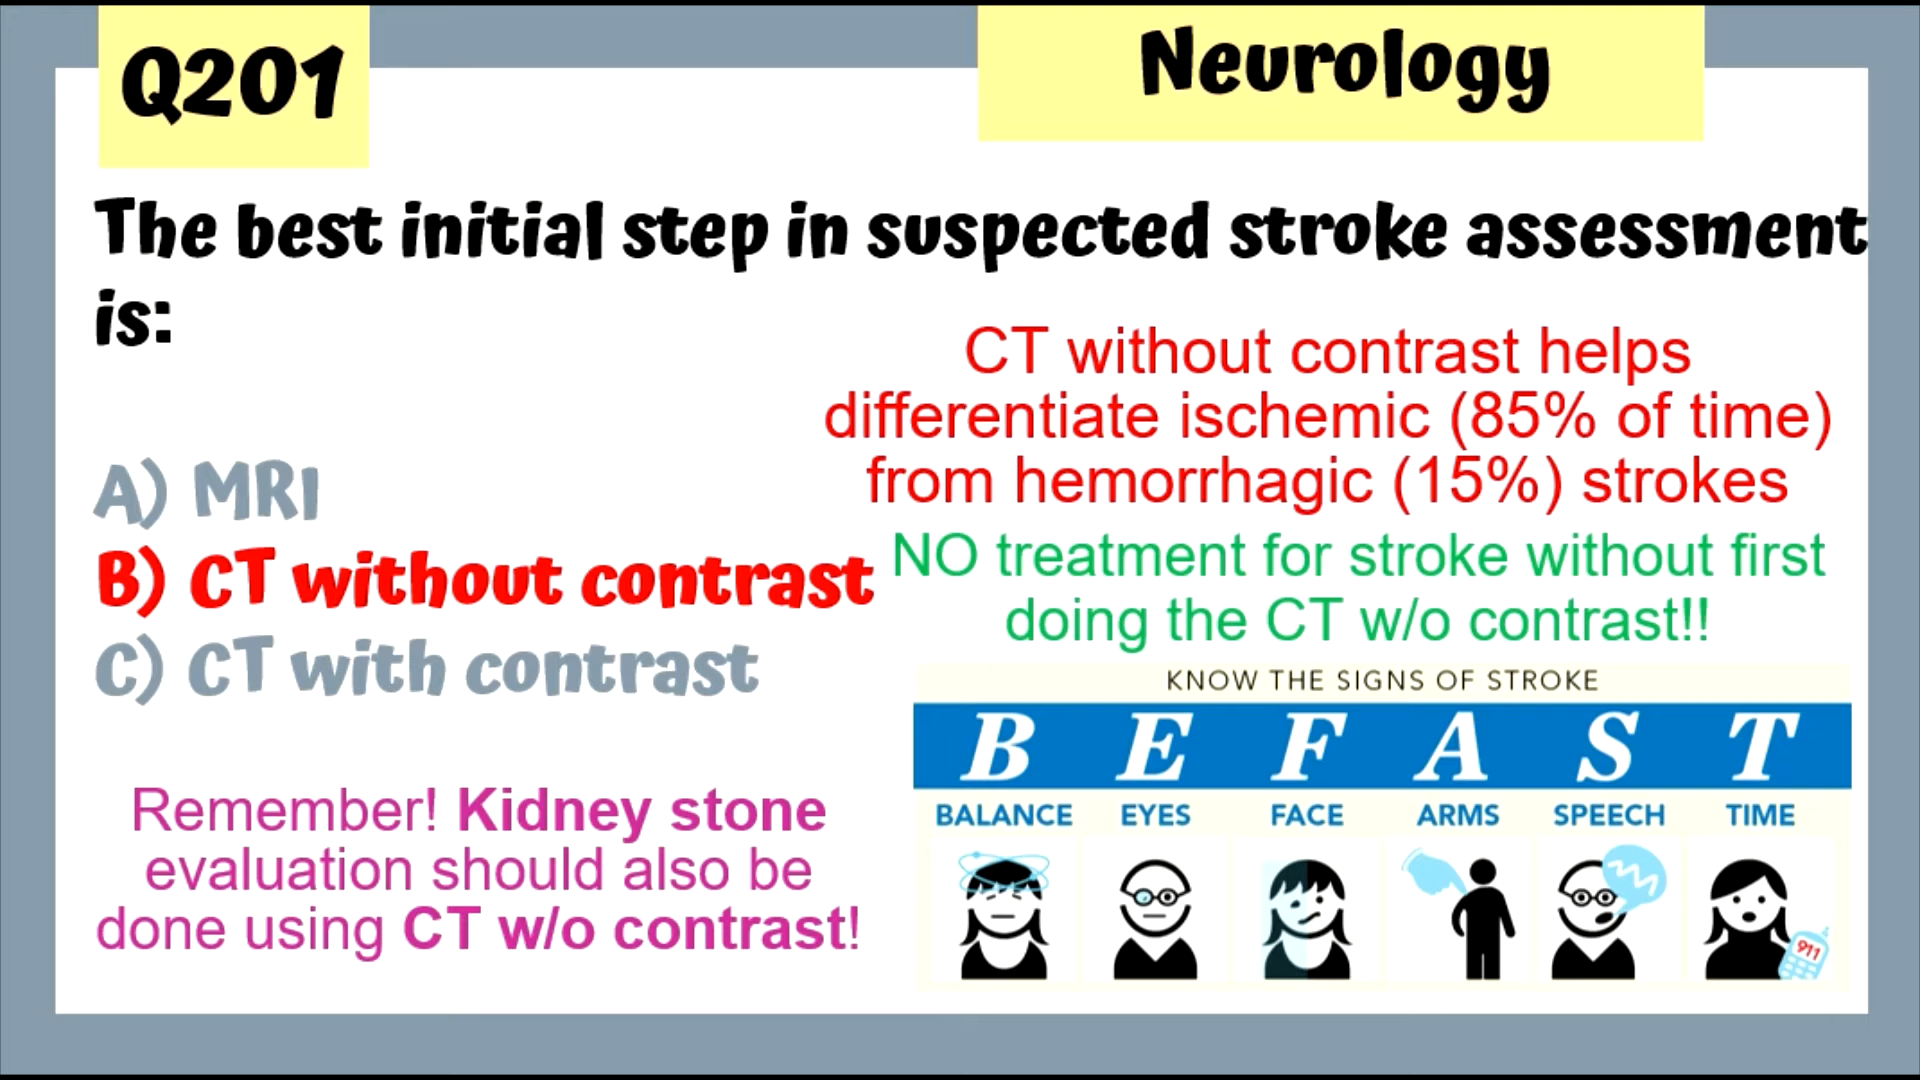 Q201
Neurology
The best initial step in suspected stroke assessment
is:
A) MRI
B) CT without contrast
C) CT with contrast
CT without contrast helps
differentiate ischemic (85% of time)
from hemorrhagic (15%) strokes
NO treatment for stroke without first
doing the CT w/o contrast!!
Remember! Kidney stone
evaluation should also be
done using CT w/o contrast!
KNOW THE SIGNS OF STROKE
B E F A S T
BALANCE EYES FACE ARMS SPEECH TIME
911